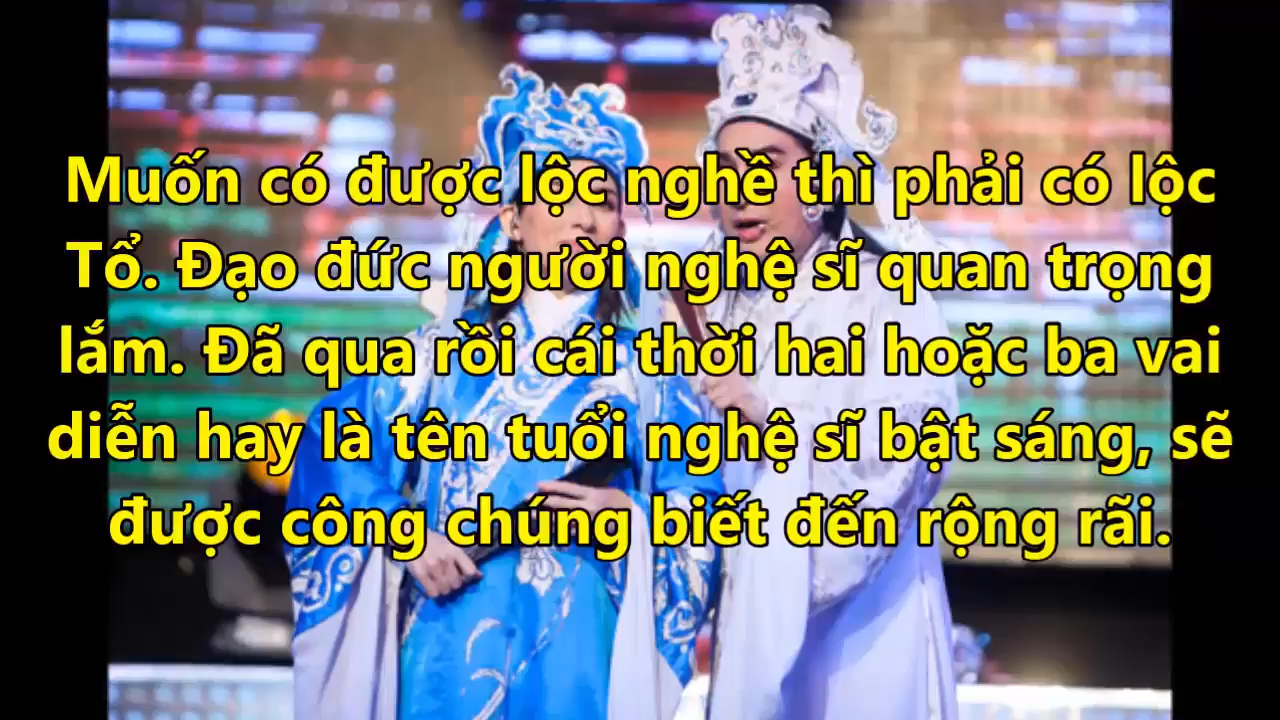 Muốn có được lộc nghề thì phải có lộc
Tổ. Đạo đức người nghệ sĩ quan trọng
lắm. Đã qua rồi cái thời hai hoặc ba vai
diễn hay là tên tuổi nghệ sĩ bật sáng, sẽ
được công chúng biết đến rộng rãi.